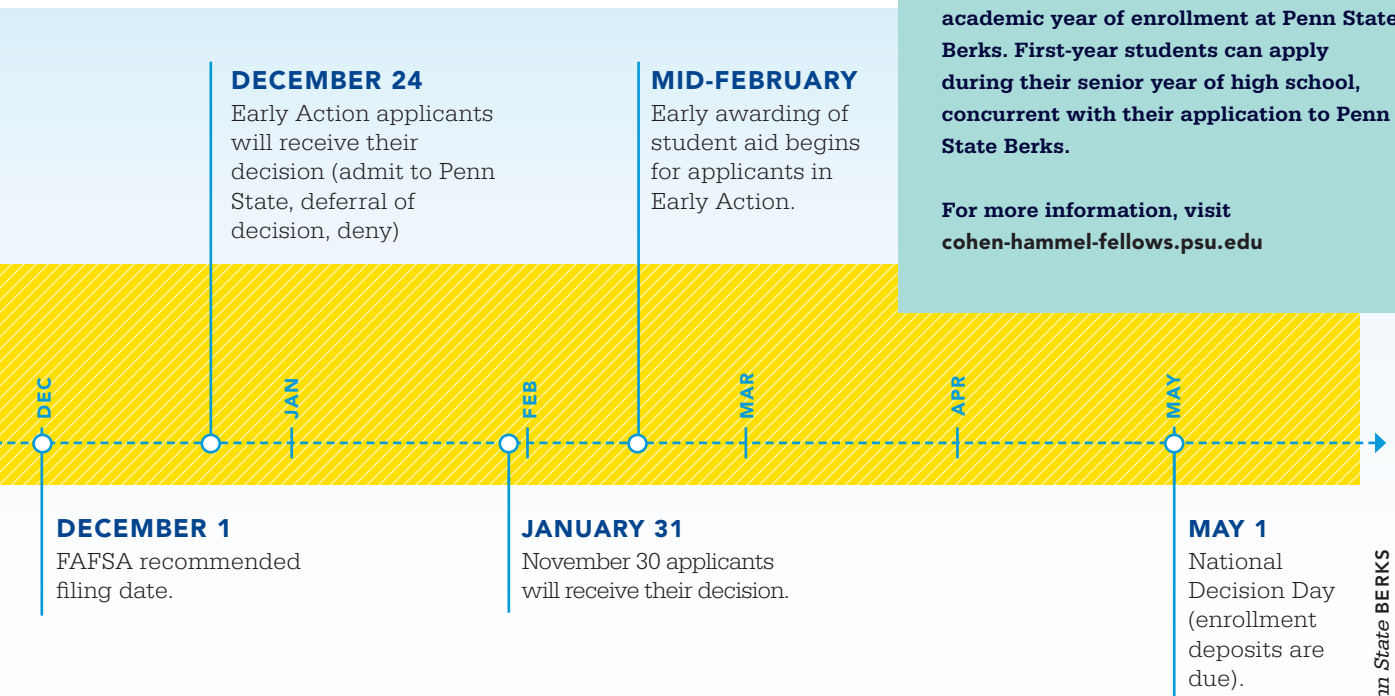 academic year of enrollment at Penn State
Berks. First-year students can apply
during their senior year of high school,
concurrent with their application to Penn
State Berks.
For more information, visit
cohen-hammel-fellows.psu.edu
DECEMBER 24
Early Action applicants
will receive their
decision (admit to Penn
State, deferral of
decision, deny)
MID-FEBRUARY
Early awarding of
student aid begins
for applicants in
Early Action.
DEC
JAN
FEB
MAR
APR
MAY
DECEMBER 1
FAFSA recommended
filing date.
JANUARY 31
November 30 applicants
will receive their decision.
MAY 1
National
Decision Day
(enrollment
deposits are
due).
State BERKS